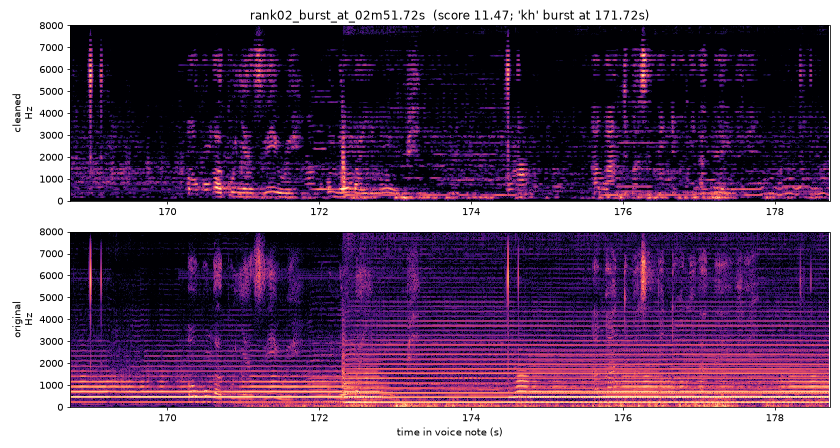 rank02_burst_at_02m51.72s  (score 11.47; 'kh' burst at 171.72s)
8000
7000
6000
5000
4000
3000
2000
1000
0
cleaned
Hz
170 172 174 176 178
8000
7000
6000
5000
4000
3000
2000
1000
0
original
Hz
170 172 174 176 178
time in voice note (s)